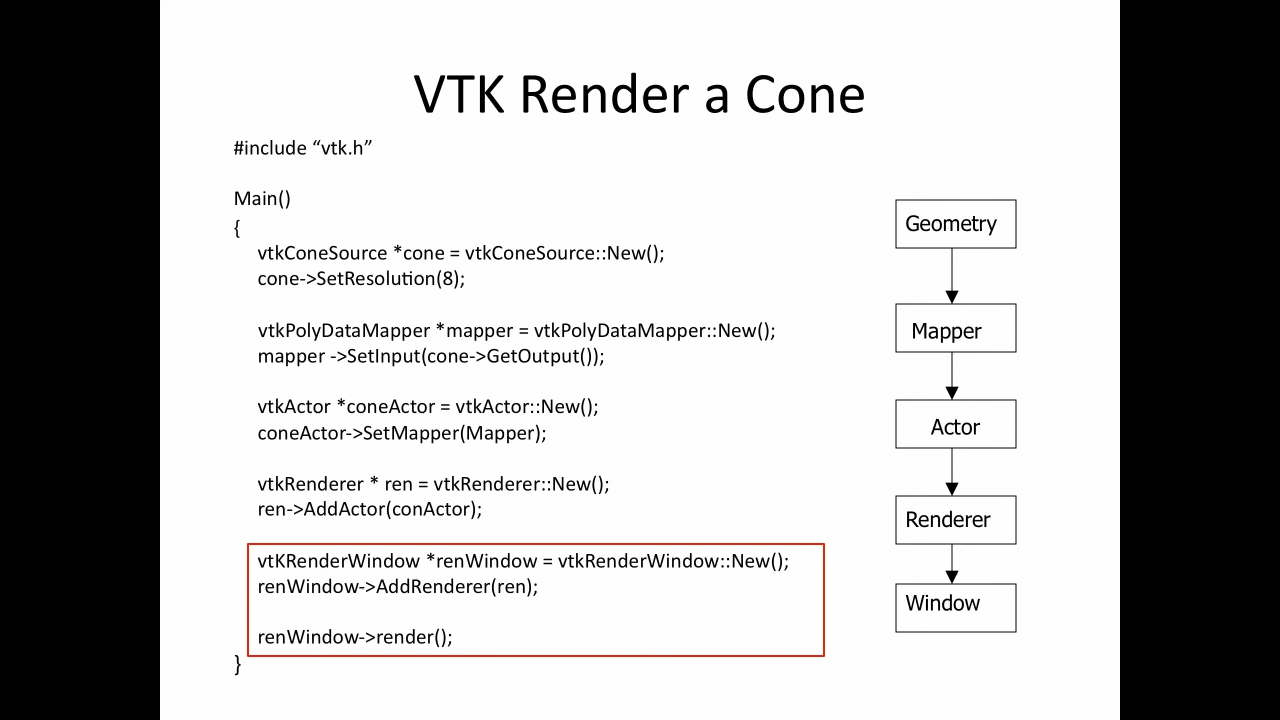 VTK Render a Cone
#include “vtk.h”
Main()
{
vtkConeSource *cone = vtkConeSource::New();
cone->SetResolution(8);
vtkPolyDataMapper *mapper = vtkPolyDataMapper::New();
mapper ->SetInput(cone->GetOutput());
vtkActor *coneActor = vtkActor::New();
coneActor->SetMapper(Mapper);
vtkRenderer * ren = vtkRenderer::New();
ren->AddActor(conActor);
vtKRenderWindow *renWindow = vtkRenderWindow::New();
renWindow->AddRenderer(ren);
renWindow->render();
}
Geometry
Mapper
Actor
Renderer
Window